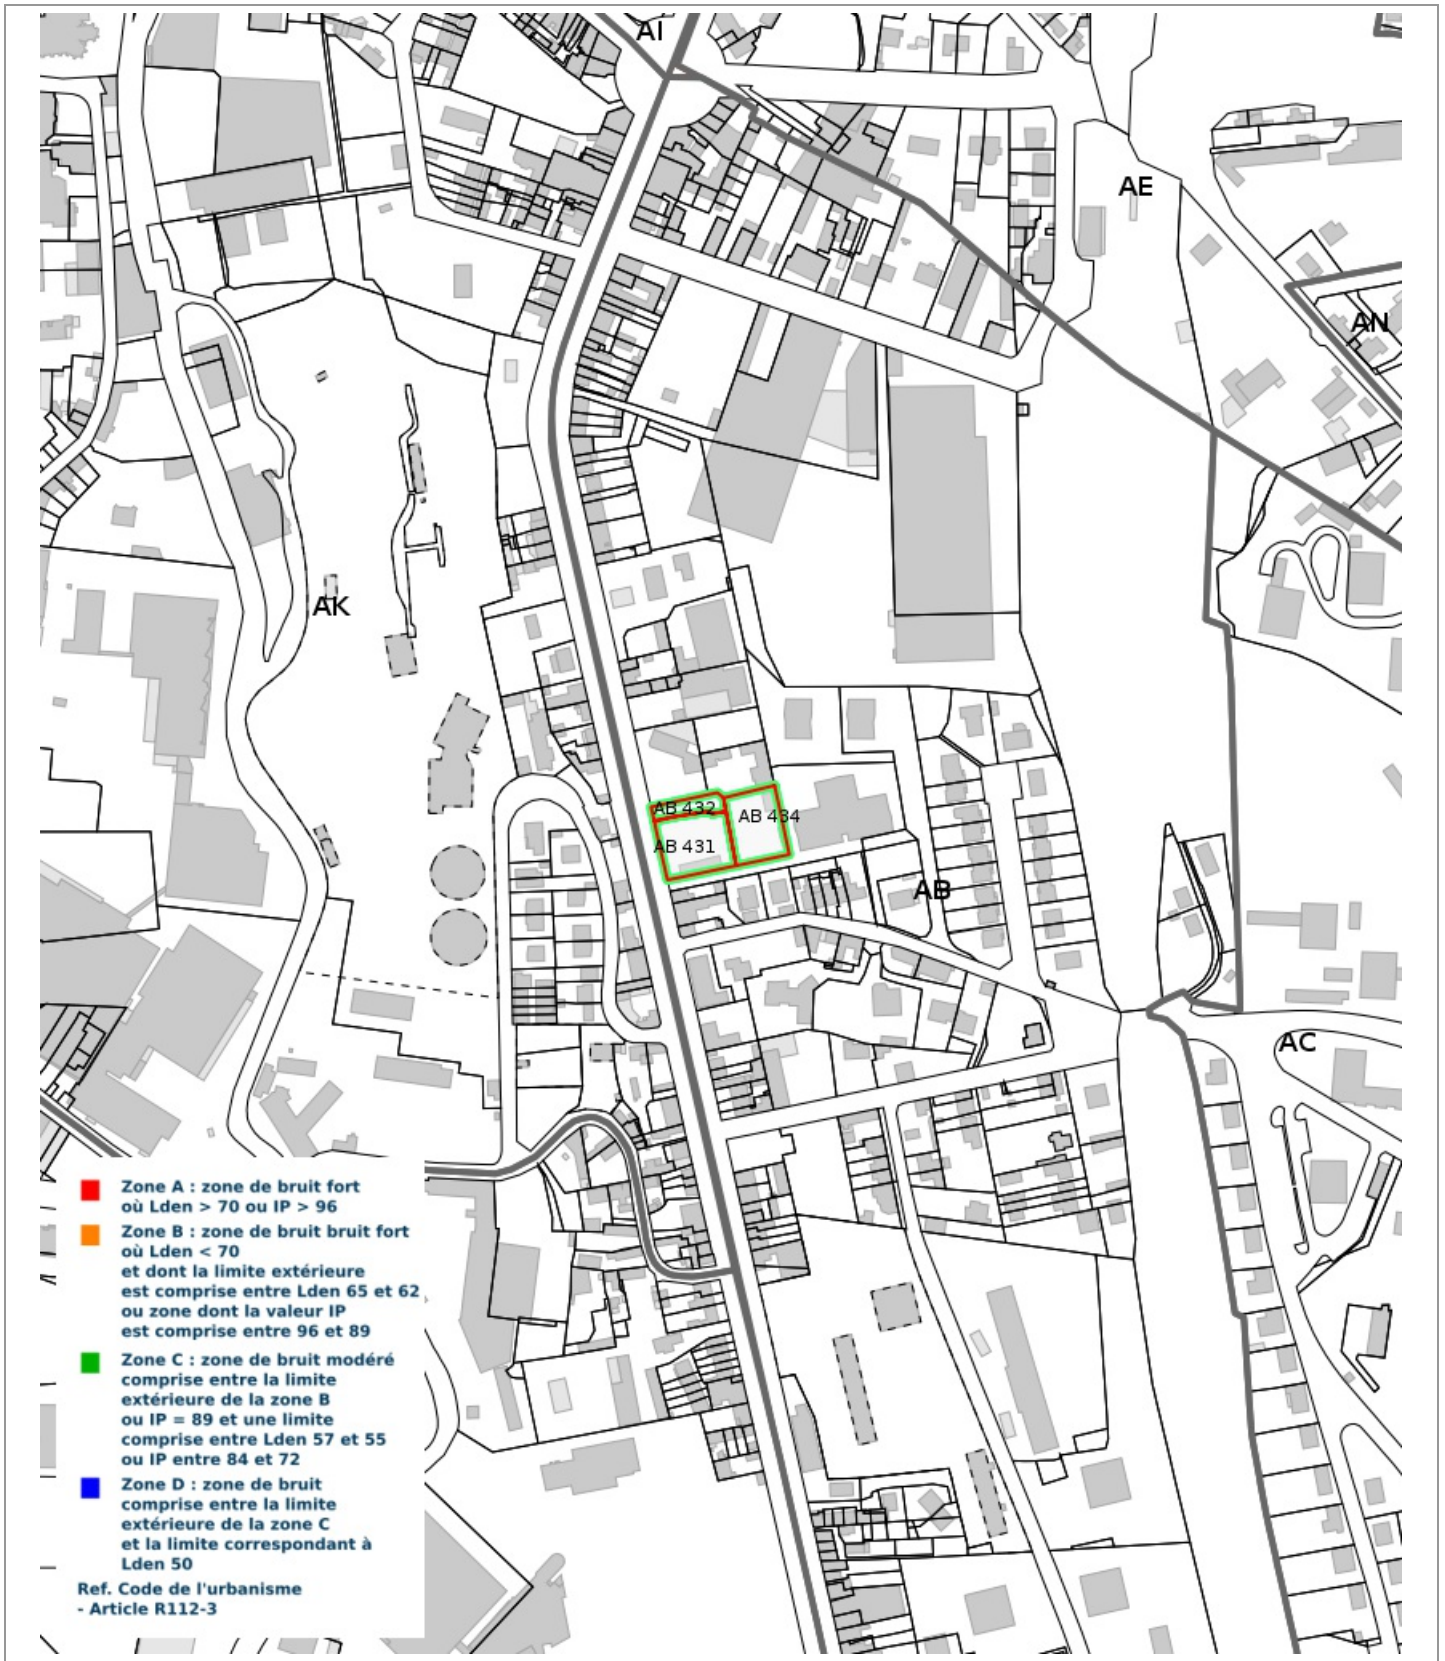 AI
AE
AN
AK
AB 432
AB 434
AB 431
AB
AC
Zone A : zone de bruit fort
où Lden > 70 ou IP > 96
Zone B : zone de bruit bruit fort
où Lden < 70
et dont la limite extérieure
est comprise entre Lden 65 et 62
ou zone dont la valeur IP
est comprise entre 96 et 89
Zone C : zone de bruit modéré
comprise entre la limite
extérieure de la zone B
ou IP = 89 et une limite
comprise entre Lden 57 et 55
ou IP entre 84 et 72
Zone D : zone de bruit
comprise entre la limite
extérieure de la zone C
et la limite correspondant à
Lden 50
Ref. Code de l'urbanisme
- Article R112-3